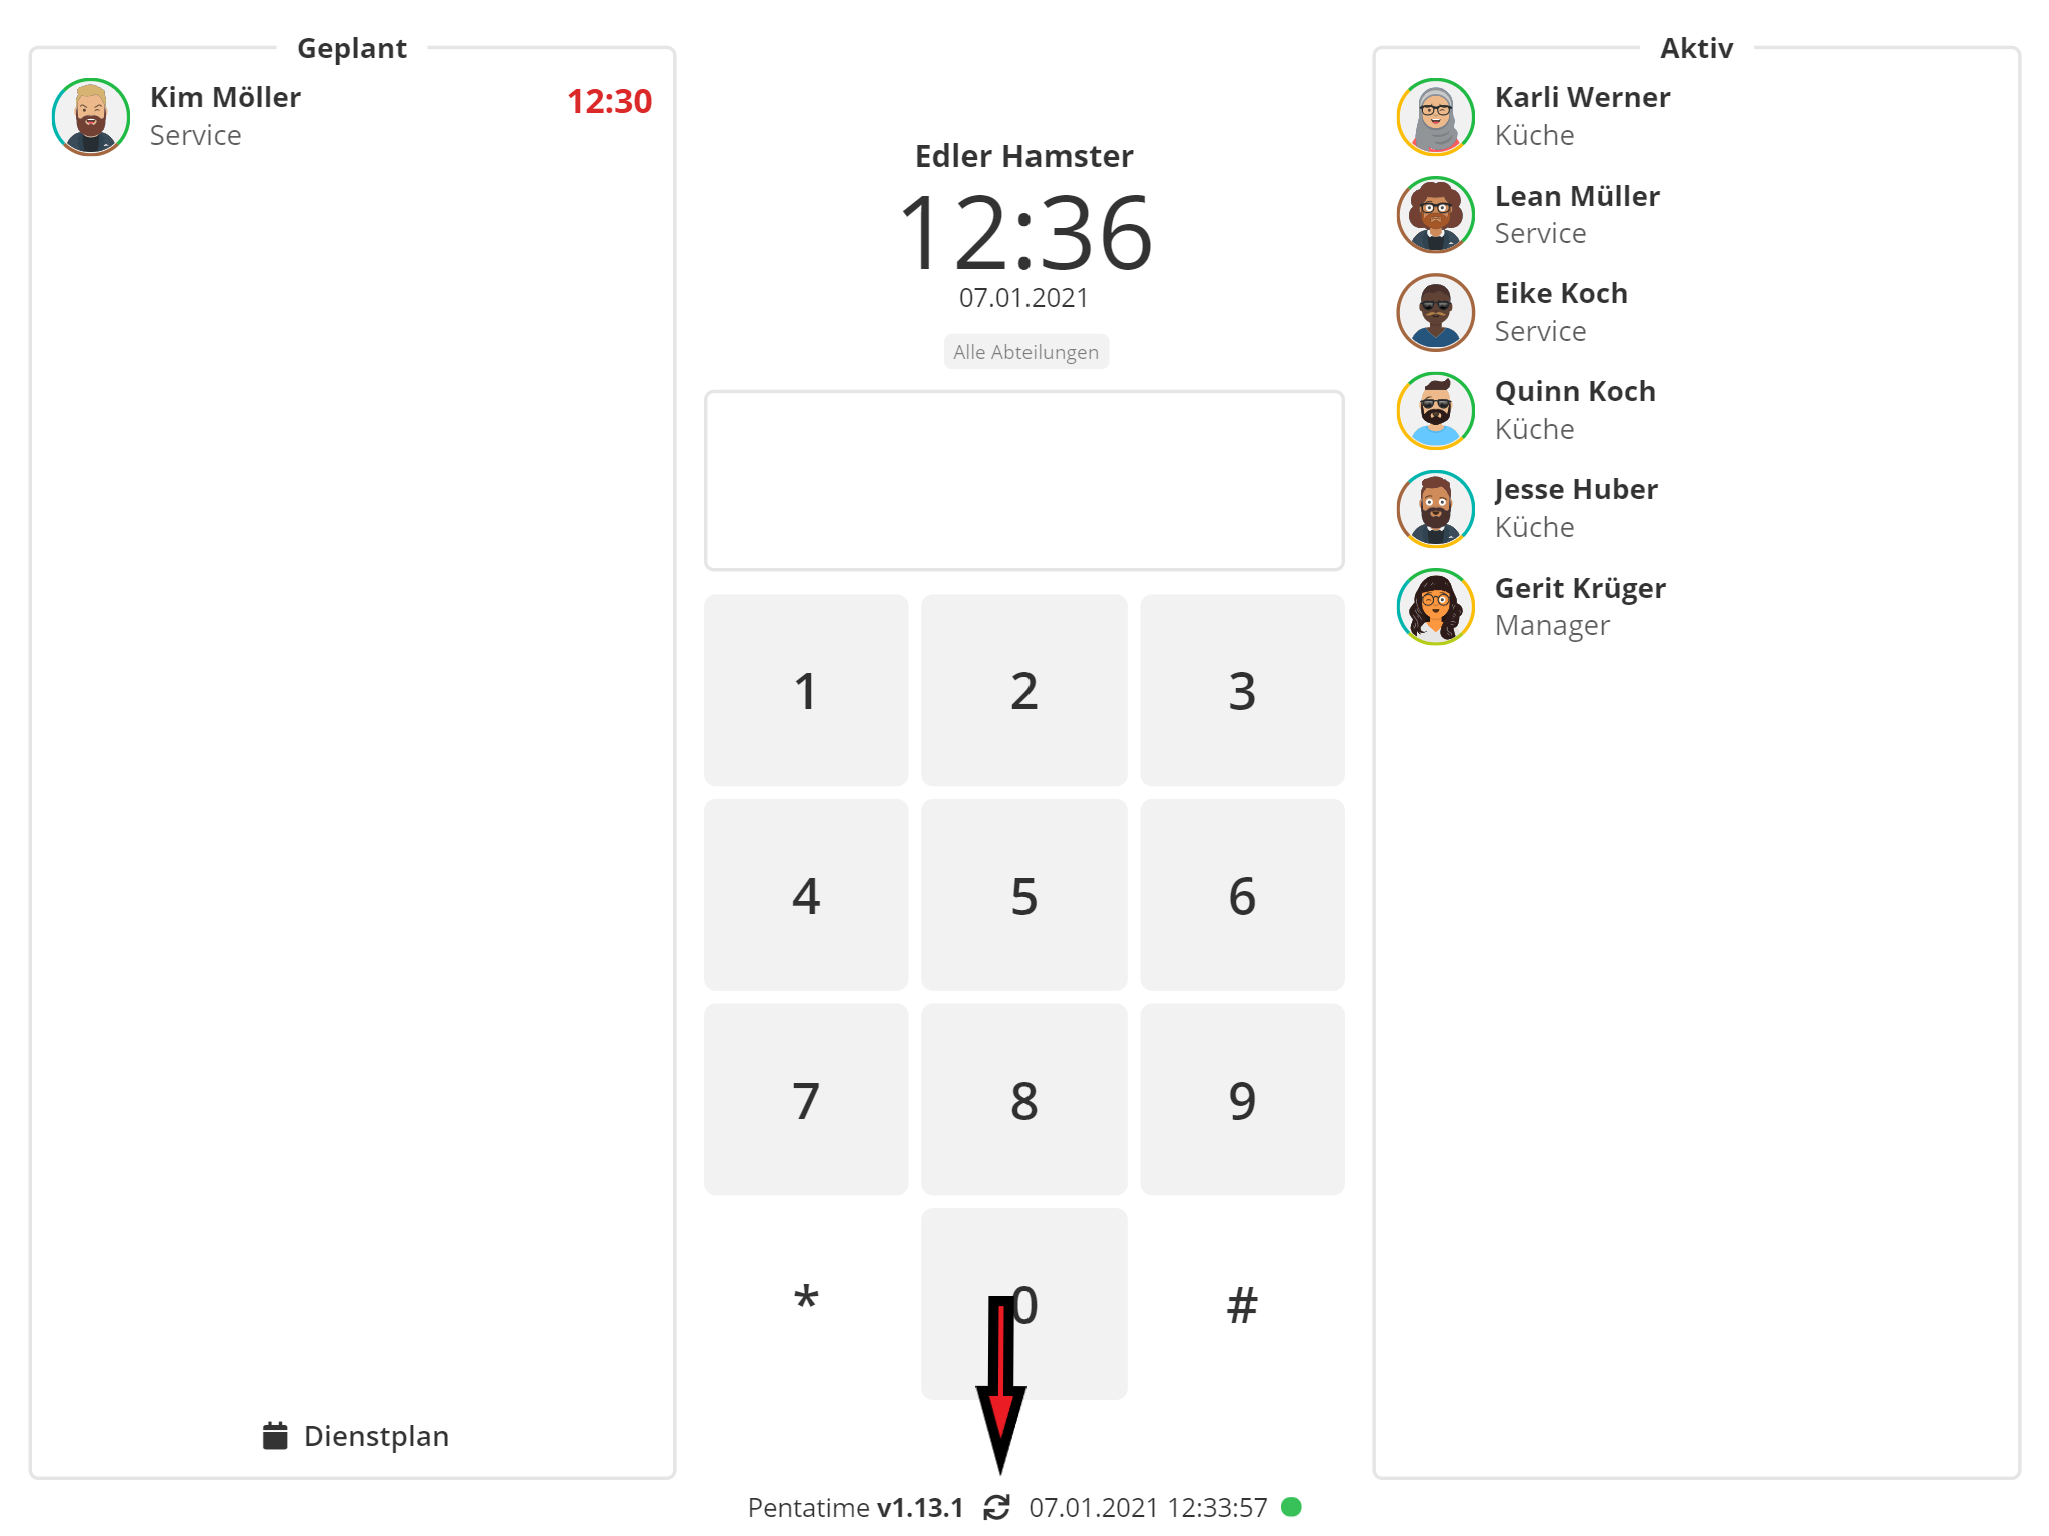 Geplant
Kim Möller
12:30
Service
Dienstplan
Edler Hamster
12:36
07.01.2021
Alle Abteilungen
1 2 3
4 5 6
7 8 9
* 0 #
Pentatime v1.13.1 07.01.2021 12:33:57
Aktiv
Karli Werner
Küche
Lean Müller
Service
Eike Koch
Service
Quinn Koch
Küche
Jesse Huber
Küche
Gerit Krüger
Manager